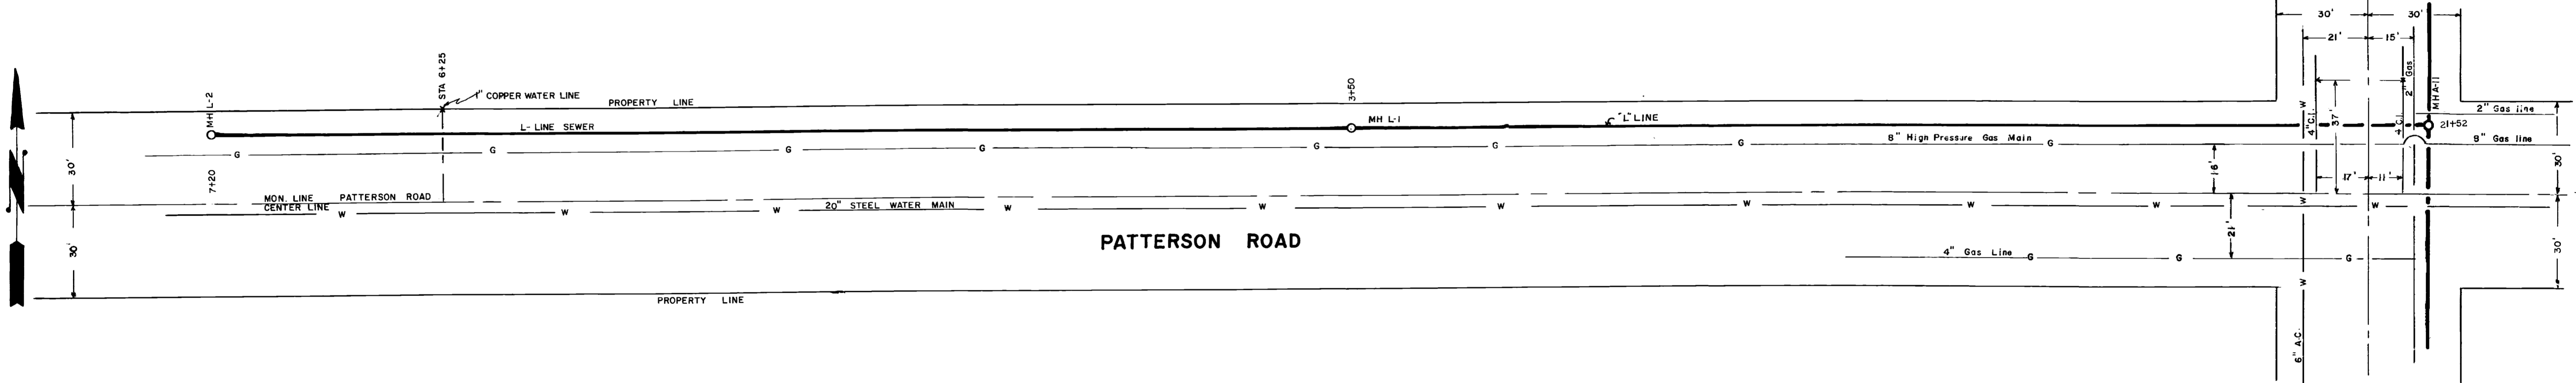 30' 30'
21' 15'
MH L-2
STA 6+25
1" COPPER WATER LINE
PROPERTY LINE
3+50
MH L-1
"L" LINE
L-LINE SEWER
W
4" C.I.
37'
4" C.I.
2" Gas
MH A-11
2" Gas line
21+52
8" High Pressure Gas Main
8" Gas line
G G G G G G G G
30'
7+20
16'
17' 11'
30'
MON. LINE PATTERSON ROAD
CENTER LINE
W W W 20" STEEL WATER MAIN W W W W W W W
W
30'
PATTERSON ROAD
21'
30'
4" Gas Line G G G
PROPERTY LINE
W
6" A.C.
N